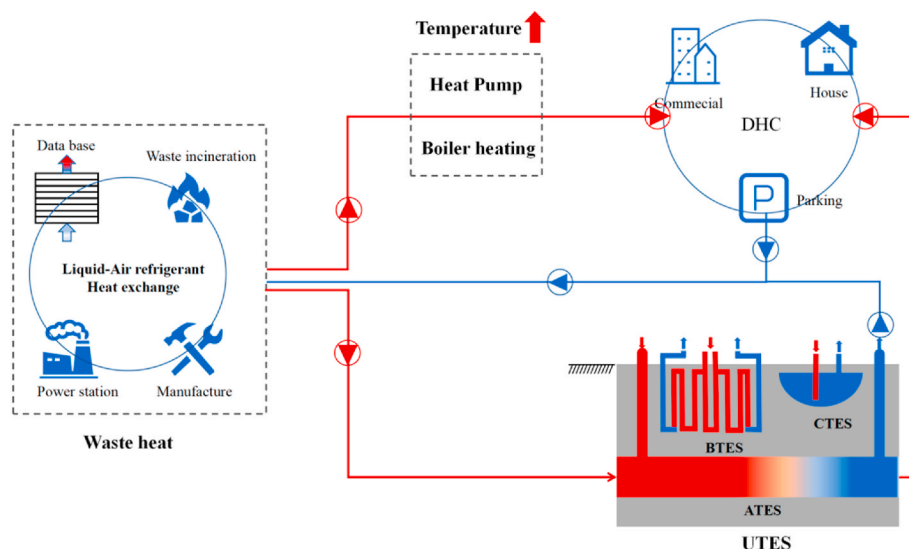 Temperature
Heat Pump
Boiler heating
Commecial
House
DHC
P
Parking
Data base
Waste incineration
Liquid-Air refrigerant
Heat exchange
Power station
Manufacture
Waste heat
BTES
CTES
ATES
UTES